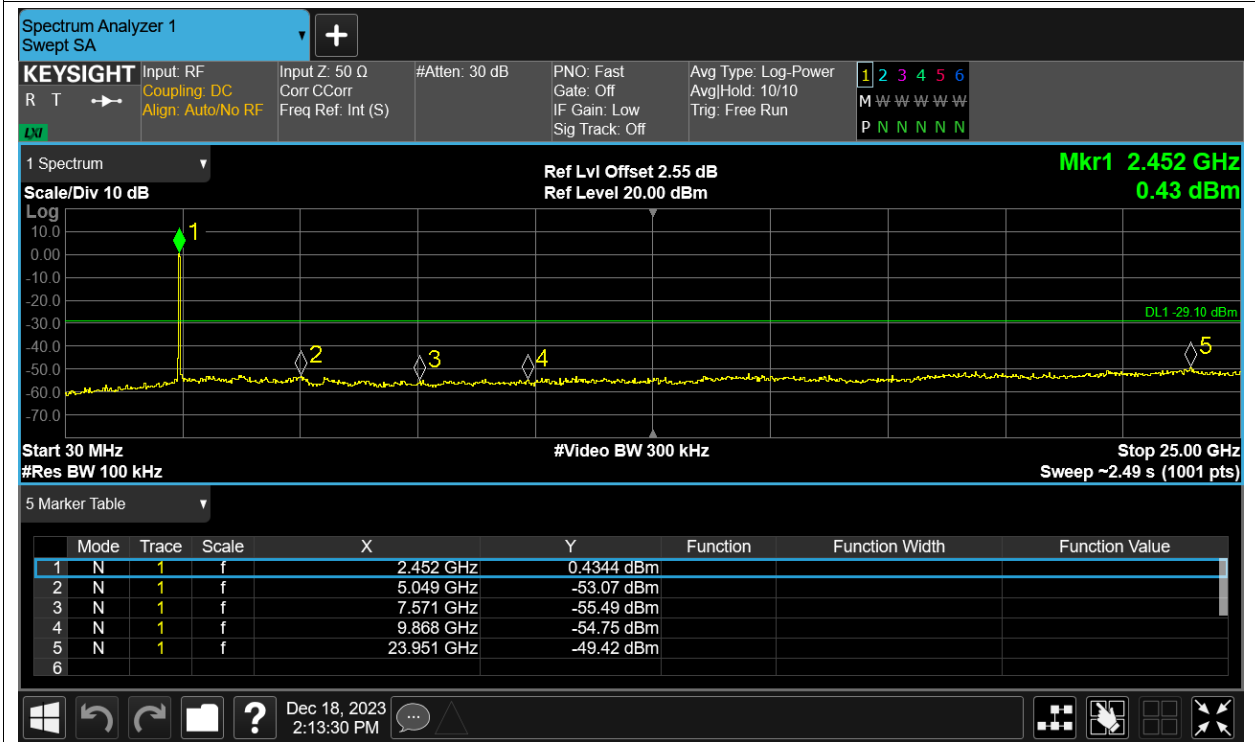 Spectrum Analyzer 1
Swept SA
+
KEYSIGHT
R T
LXI
Input: RF
Coupling: DC
Align: Auto/No RF
Input Z: 50 Ω
Corr CCorr
Freq Ref: Int (S)
#Atten: 30 dB
PNO: Fast
Gate: Off
IF Gain: Low
Sig Track: Off
Avg Type: Log-Power
Avg|Hold: 10/10
Trig: Free Run
1 2 3 4 5 6
M W W W W W
P N N N N N
1 Spectrum
Scale/Div 10 dB
Ref Lvl Offset 2.55 dB
Ref Level 20.00 dBm
Mkr1 2.452 GHz
0.43 dBm
Log
10.0
0.00
-10.0
-20.0
-30.0
-40.0
-50.0
-60.0
-70.0
1
2
3
4
5
DL1 -29.10 dBm
Start 30 MHz
#Res BW 100 kHz
#Video BW 300 kHz
Stop 25.00 GHz
Sweep ~2.49 s (1001 pts)
5 Marker Table
Mode Trace Scale X Y Function Function Width Function Value
1 N 1 f 2.452 GHz 0.4344 dBm
2 N 1 f 5.049 GHz -53.07 dBm
3 N 1 f 7.571 GHz -55.49 dBm
4 N 1 f 9.868 GHz -54.75 dBm
5 N 1 f 23.951 GHz -49.42 dBm
6
?
Dec 18, 2023
2:13:30 PM